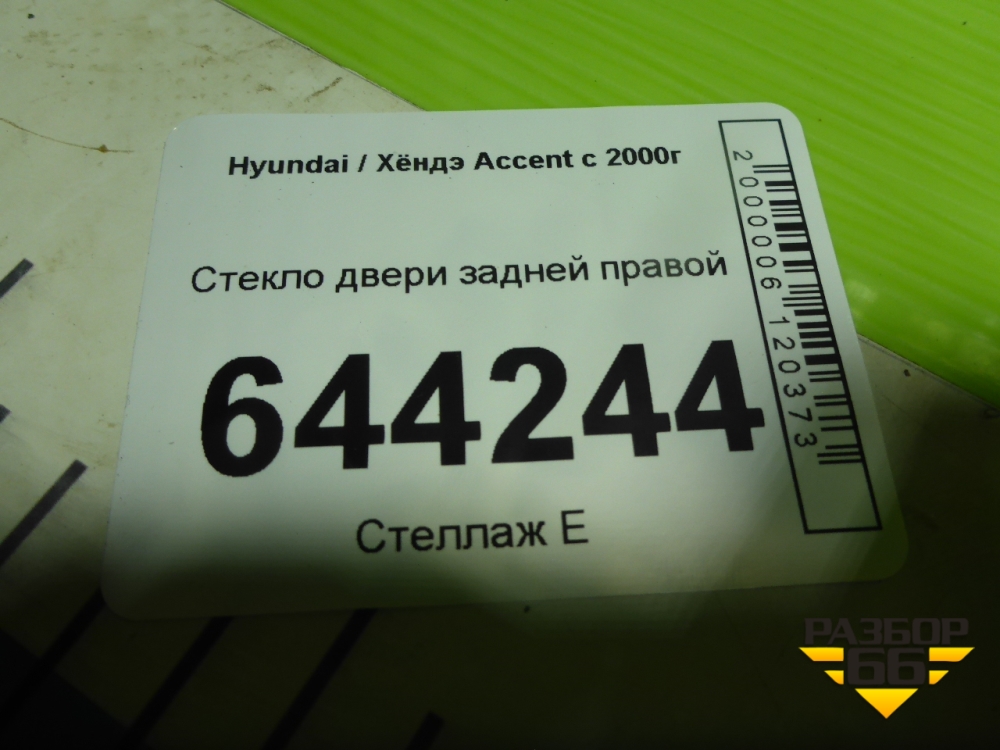 Hyundai / Хёндэ Accent с 2000г
Стекло двери задней правой
644244
Стеллаж Е
2000006120373
РАЗБОР
66